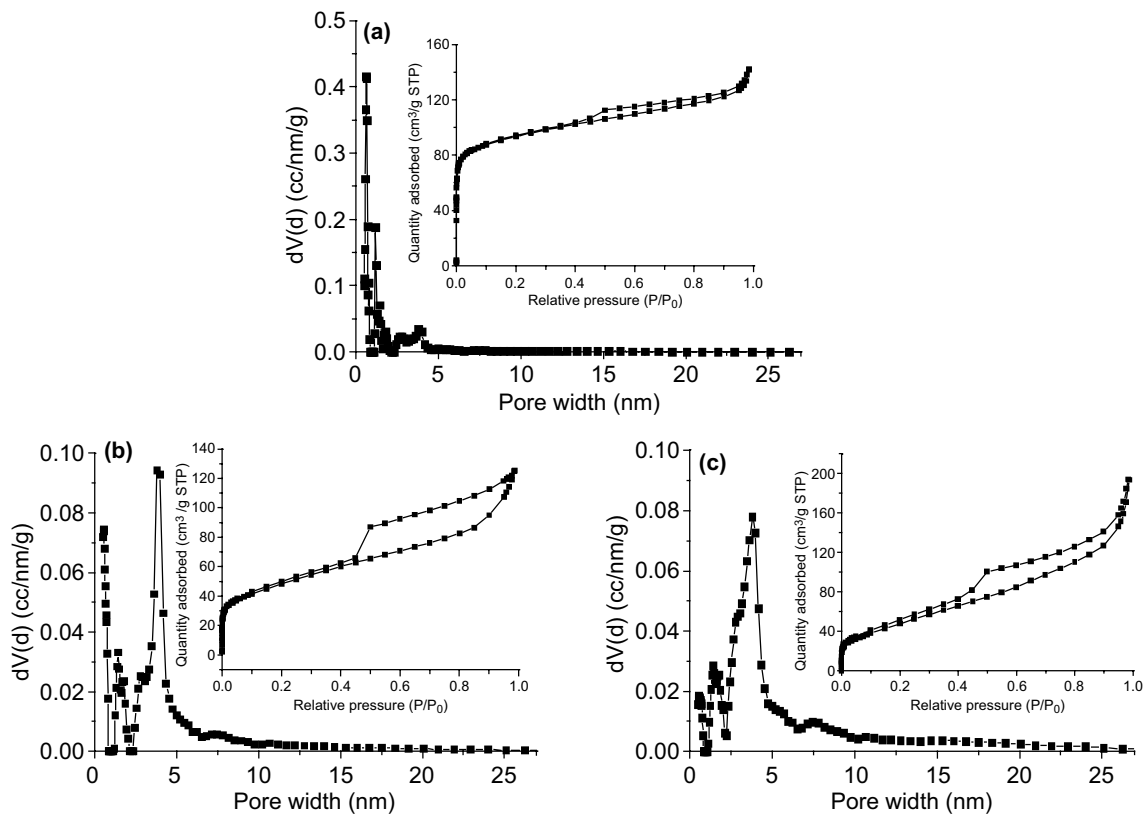 (a)
dV(d) (cc/nm/g)
0.5
0.4
0.3
0.2
0.1
0.0
0 5 10 15 20 25
Pore width (nm)
Quantity adsorbed (cm³/g STP)
160
120
80
40
0
0.0 0.2 0.4 0.6 0.8 1.0
Relative pressure (P/P₀)
(b)
dV(d) (cc/nm/g)
0.10
0.08
0.06
0.04
0.02
0.00
0 5 10 15 20 25
Pore width (nm)
Quantity adsorbed (cm³ /g STP)
140
120
100
80
60
40
20
0
0.0 0.2 0.4 0.6 0.8 1.0
Relative pressure (P/P₀)
(c)
dV(d) (cc/nm/g)
0.10
0.08
0.06
0.04
0.02
0.00
0 5 10 15 20 25
Pore width (nm)
Quantity adsorbed (cm³/g STP)
200
160
120
80
40
0
0.0 0.2 0.4 0.6 0.8 1.0
Relative pressure (P/P₀)